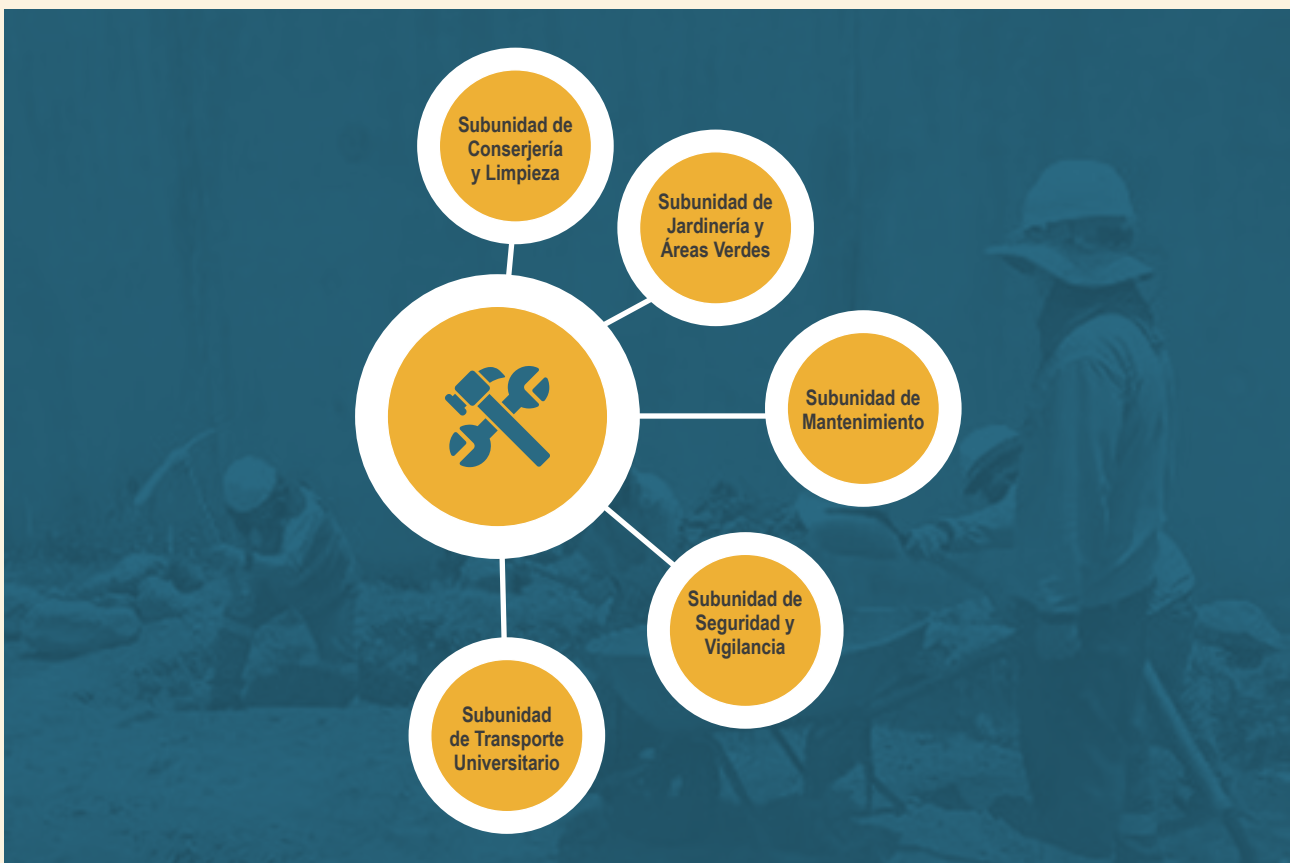 Subunidad de
Conserjería
y Limpieza
Subunidad de
Jardinería y
Áreas Verdes
Subunidad de
Mantenimiento
Subunidad de
Seguridad y
Vigilancia
Subunidad
de Transporte
Universitario